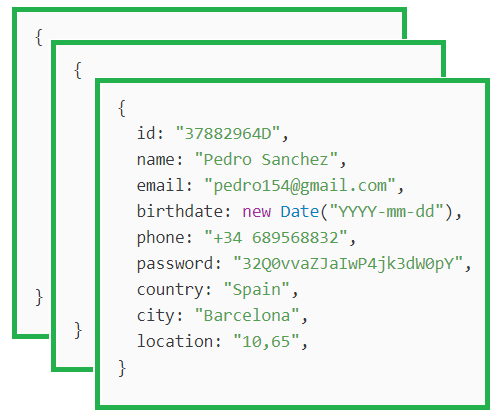 {
{
{
id: "37882964D",
name: "Pedro Sanchez",
email: "pedro154@gmail.com",
birthdate: new Date("YYYY-mm-dd"),
phone: "+34 689568832",
password: "32Q0vvaZJaIwP4jk3dW0pY",
country: "Spain",
city: "Barcelona",
location: "10,65",
}
}
}